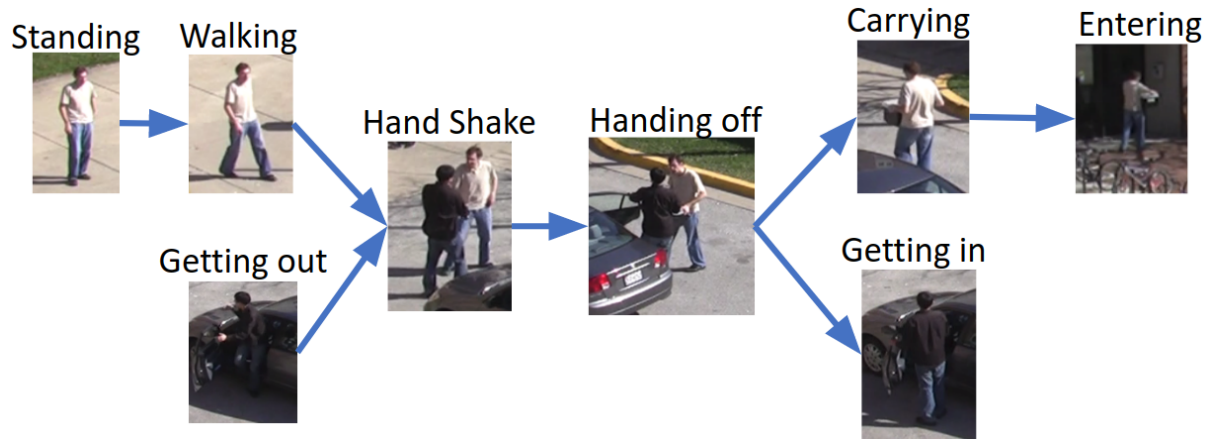 Standing
Walking
Hand Shake
Handing off
Carrying
Entering
Getting out
Getting in